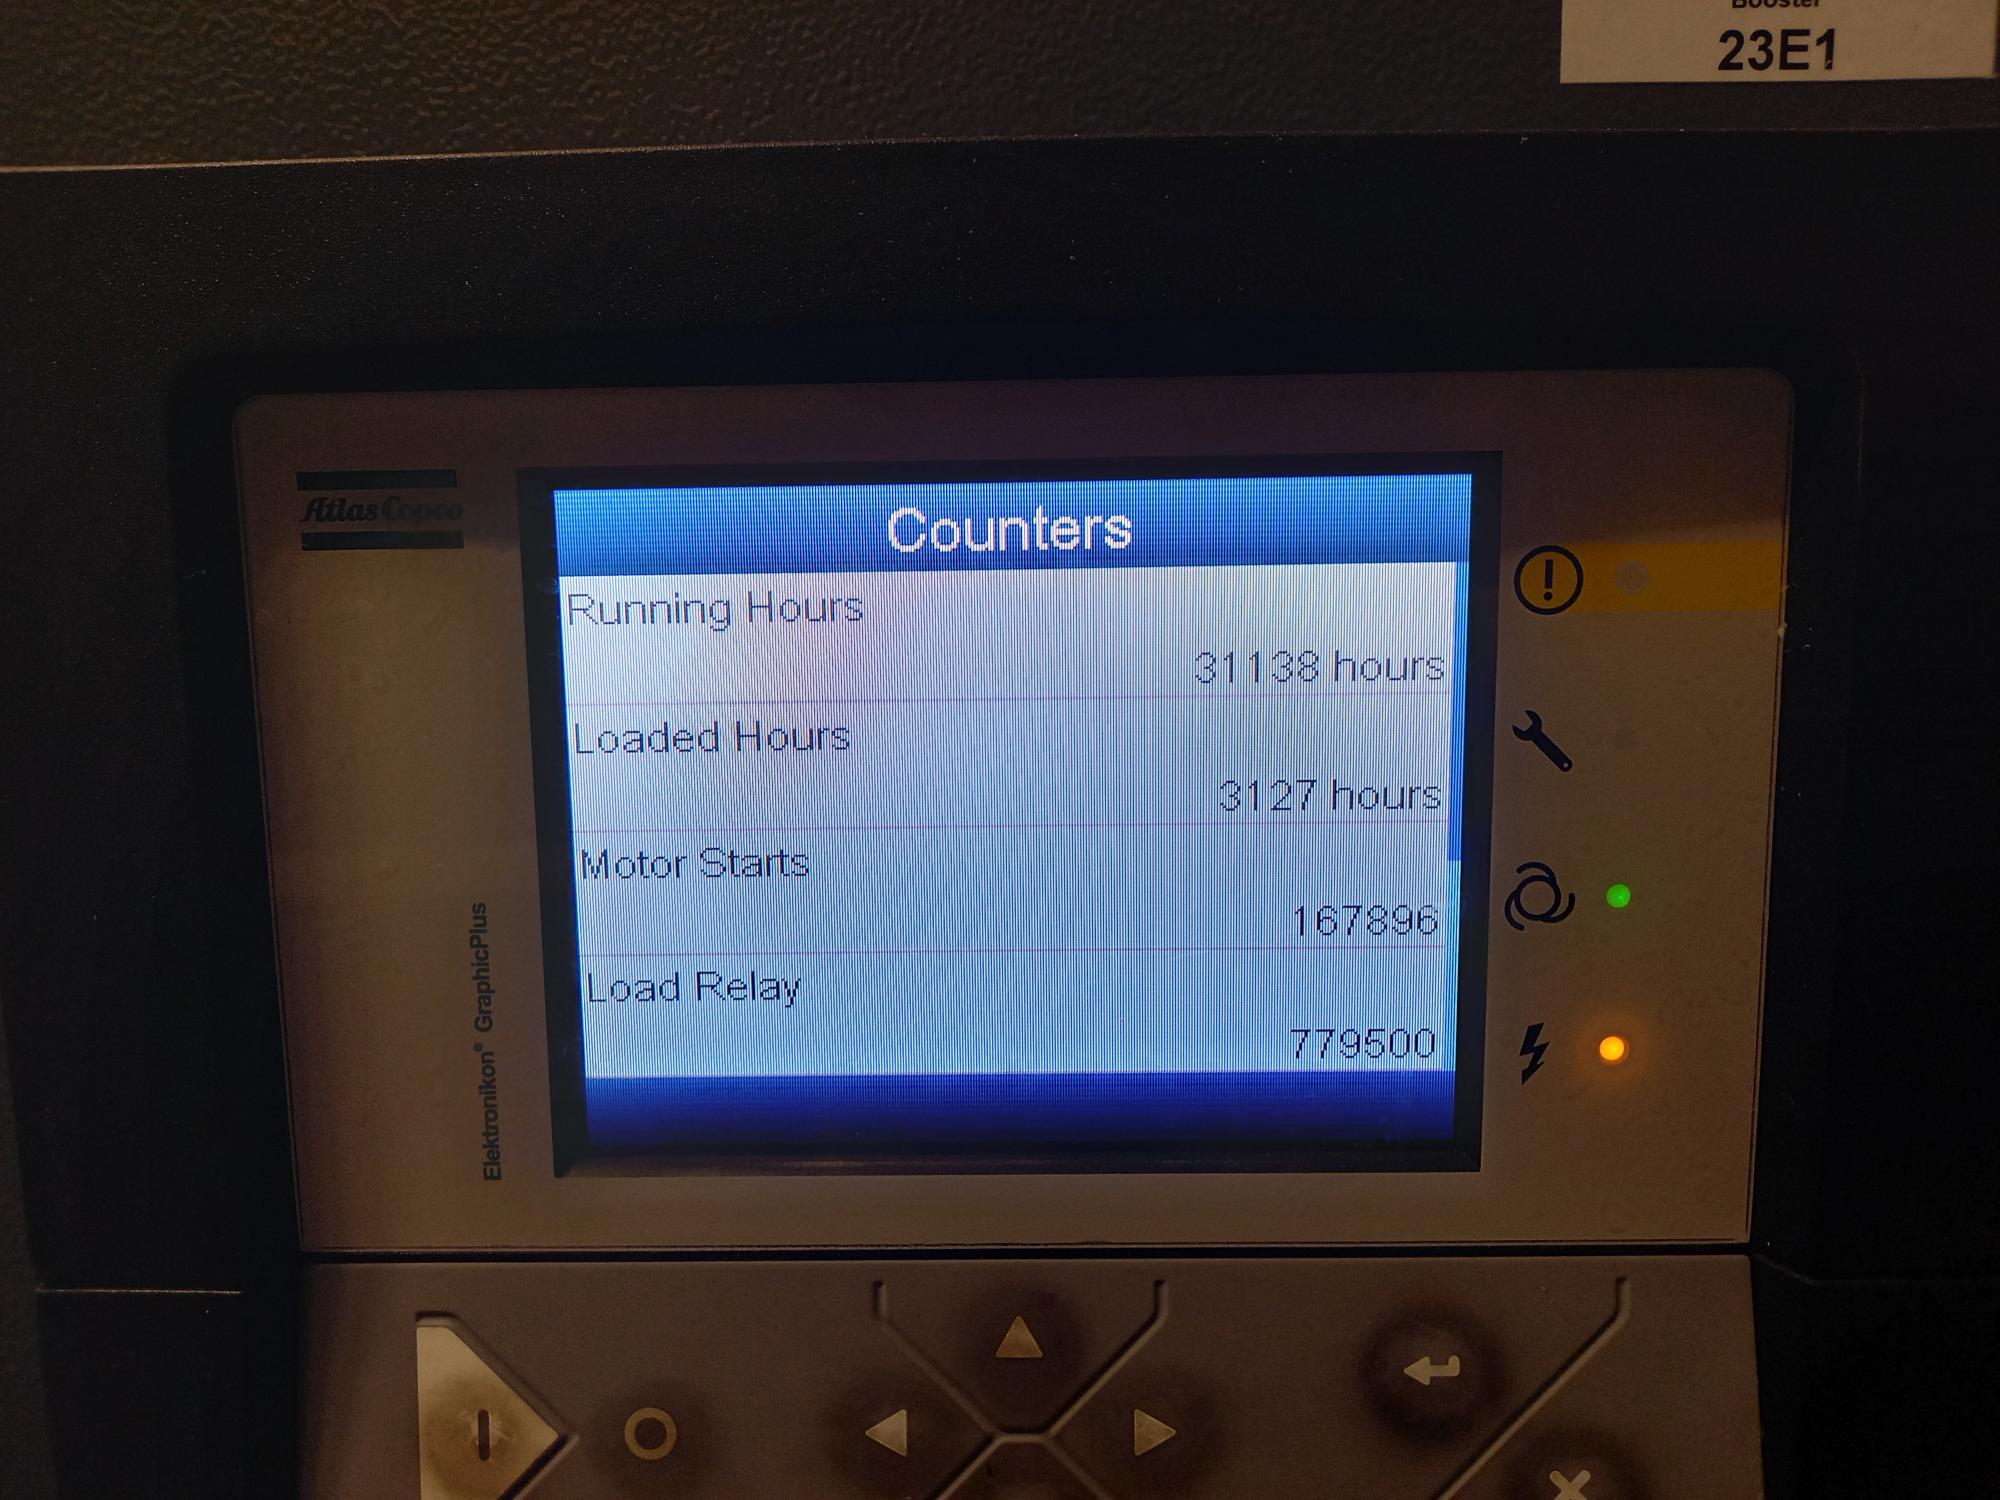 Booster
23E1
Atlas Copco
Counters
Running Hours
31138 hours
Loaded Hours
3127 hours
Motor Starts
167896
Load Relay
779500
Elektronikon® GraphicPlus